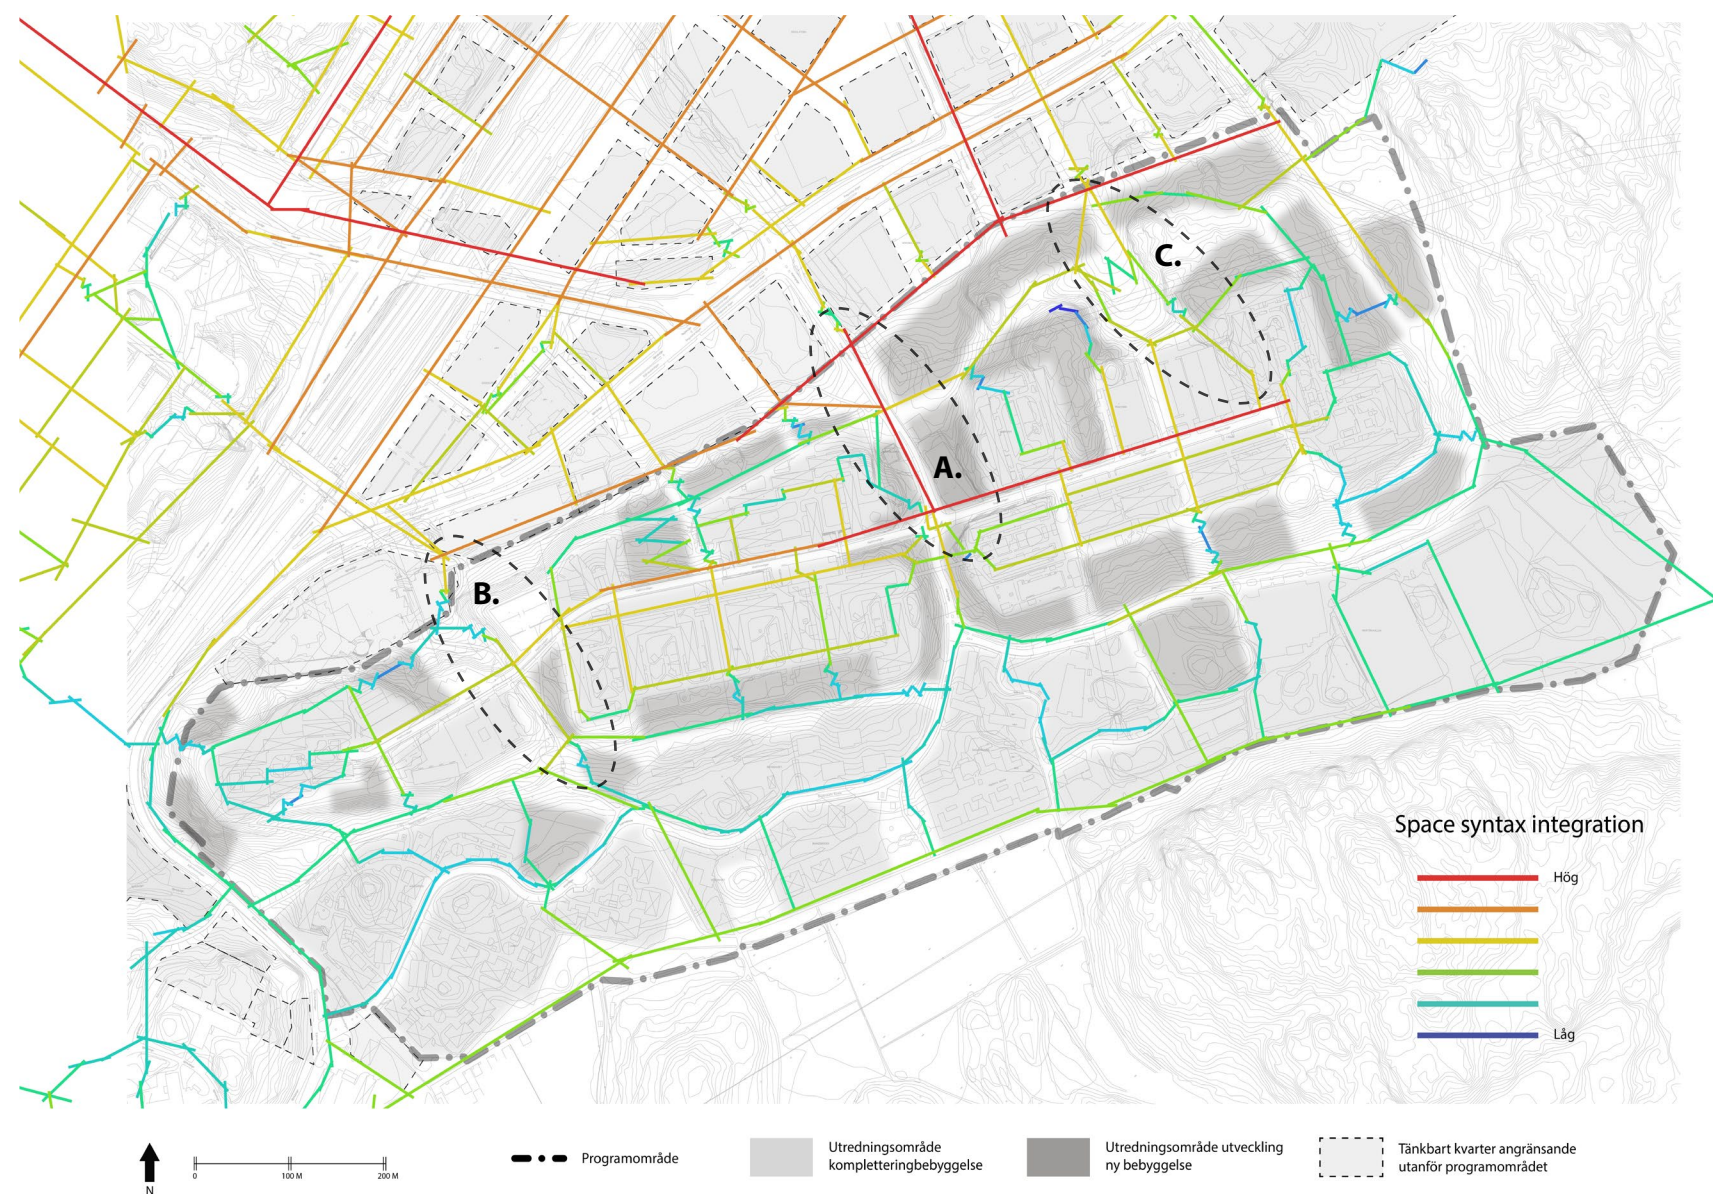 C.
A.
B.
Space syntax integration
Hög
Låg
N
0
100 M
200 M
Programområde
Utredningsområde
kompletteringbebyggelse
Utredningsområde utveckling
ny bebyggelse
Tänkbart kvarter angränsande
utanför programområdet